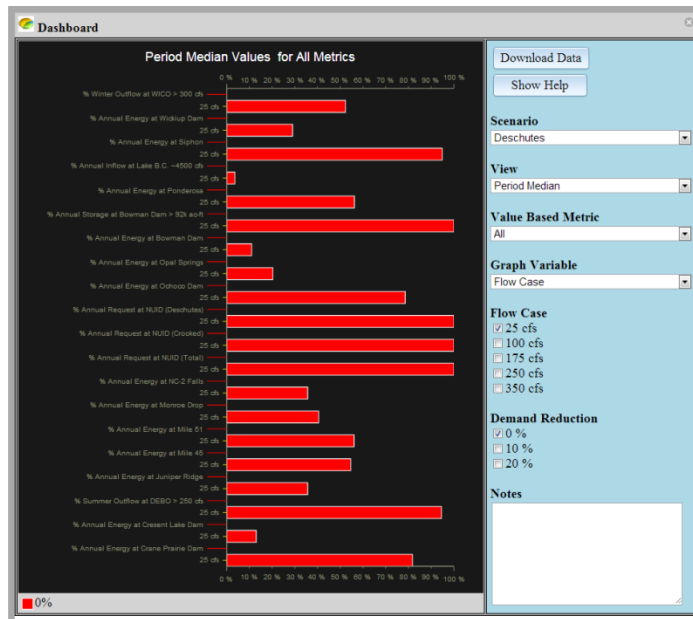 Dashboard
Period Median Values for All Metrics
0 % 10 % 20 % 30 % 40 % 50 % 60 % 70 % 80 % 90 % 100 %
% Winter Outflow at WICO > 300 cfs
25 cfs
% Annual Energy at Wickiup Dam
25 cfs
% Annual Energy at Siphon
25 cfs
% Annual Inflow at Lake B.C. ~4500 cfs
25 cfs
% Annual Energy at Ponderosa
25 cfs
% Annual Storage at Bowman Dam > 92k ac-ft
25 cfs
% Annual Energy at Bowman Dam
25 cfs
% Annual Energy at Opal Springs
25 cfs
% Annual Energy at Ochoco Dam
25 cfs
% Annual Request at NUID (Deschutes)
25 cfs
% Annual Request at NUID (Crooked)
25 cfs
% Annual Request at NUID (Total)
25 cfs
% Annual Energy at NC-2 Falls
25 cfs
% Annual Energy at Monroe Drop
25 cfs
% Annual Energy at Mile 51
25 cfs
% Annual Energy at Mile 45
25 cfs
% Annual Energy at Juniper Ridge
25 cfs
% Summer Outflow at DEBO > 250 cfs
25 cfs
% Annual Energy at Cresent Lake Dam
25 cfs
% Annual Energy at Crane Prairie Dam
25 cfs
0 % 10 % 20 % 30 % 40 % 50 % 60 % 70 % 80 % 90 % 100 %
0%
Download Data
Show Help
Scenario
Deschutes
View
Period Median
Value Based Metric
All
Graph Variable
Flow Case
Flow Case
25 cfs
100 cfs
175 cfs
250 cfs
350 cfs
Demand Reduction
0 %
10 %
20 %
Notes